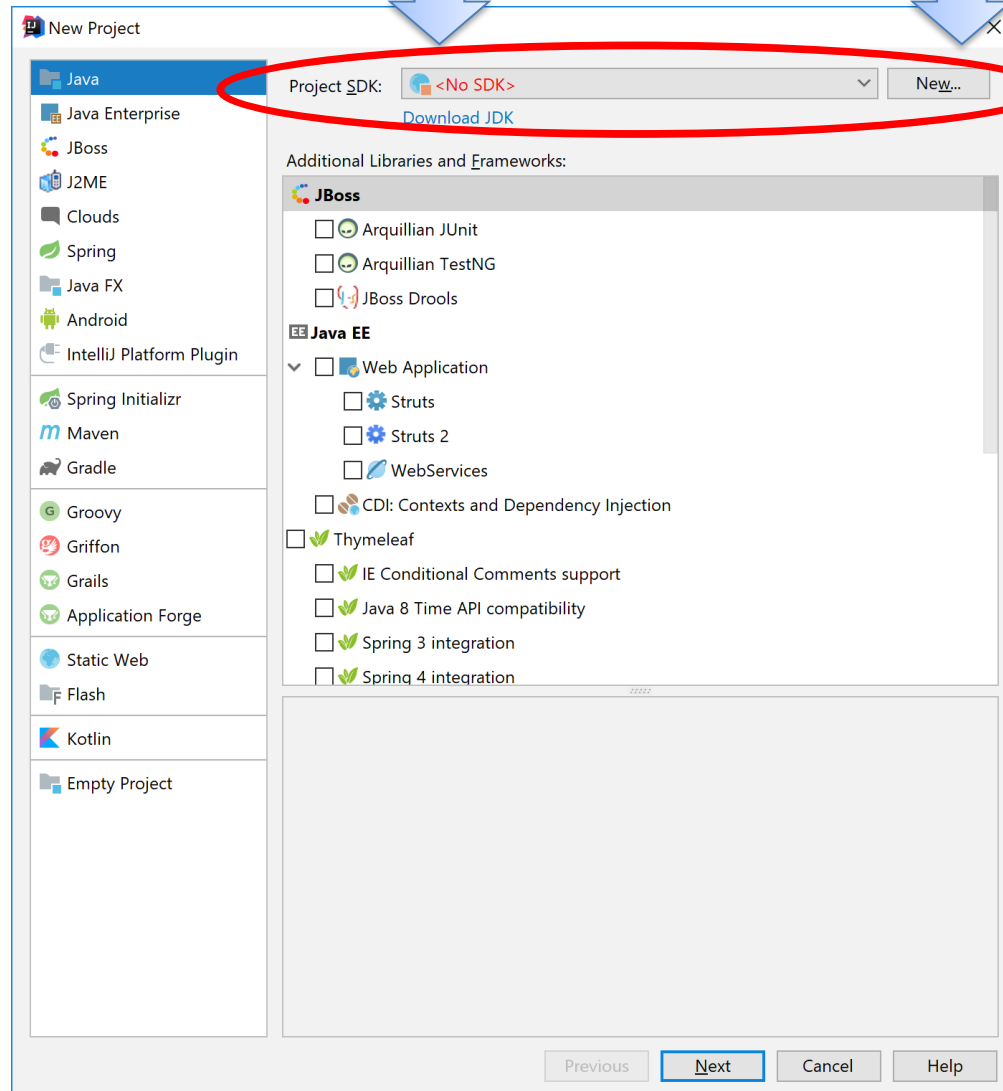 New Project
Java
Java Enterprise
JBoss
J2ME
Clouds
Spring
Java FX
Android
IntelliJ Platform Plugin
Spring Initializr
Maven
Gradle
Groovy
Griffon
Grails
Application Forge
Static Web
Flash
Kotlin
Empty Project
Project SDK: <No SDK> New...
Download JDK
Additional Libraries and Frameworks:
JBoss
Arquillian JUnit
Arquillian TestNG
JBoss Drools
EE Java EE
Web Application
Struts
Struts 2
WebServices
CDI: Contexts and Dependency Injection
Thymeleaf
IE Conditional Comments support
Java 8 Time API compatibility
Spring 3 integration
Spring 4 integration
Previous Next Cancel Help